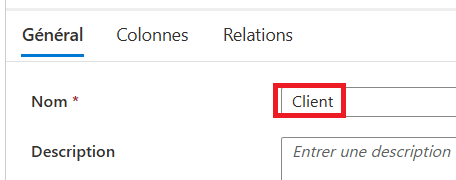 Général Colonnes Relations
Nom * Client
Description Entrer une description